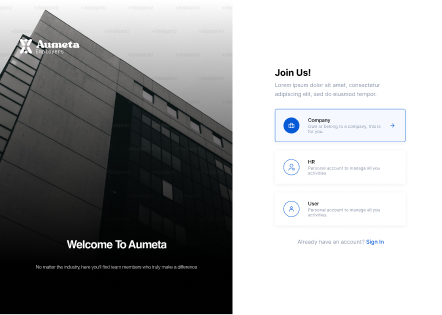 Aumeta
EMPLOYERS
Welcome To Aumeta
No matter the industry, here you'll find team members who truly make a difference
Join Us!
Lorem ipsum dolor sit amet, consectetur
adipiscing elit, sed do eiusmod tempor.
Company
Own or belong to a company, this is
for now.
HR
Personal account to manage all you
activities.
User
Personal account to manage all you
activities.
Already have an account? Sign In